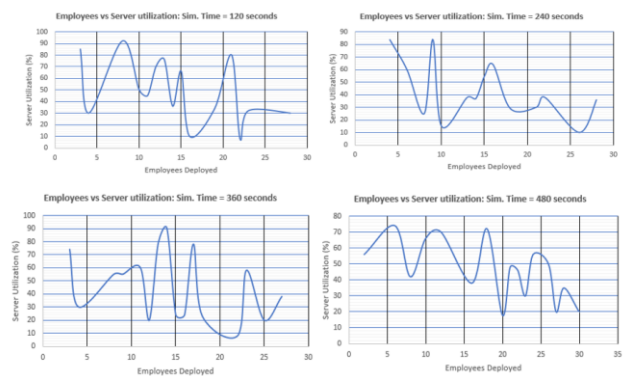 Employees vs Server utilization: Sim. Time = 120 seconds
Server Utilization (%)
100
90
80
70
60
50
40
30
20
10
0
0 5 10 15 20 25 30
Employees Deployed
Employees vs Server utilization: Sim. Time = 240 seconds
Server Utilization (%)
90
80
70
60
50
40
30
20
10
0
0 5 10 15 20 25 30
Employees Deployed
Employees vs Server utilization: Sim. Time = 360 seconds
Server Utilization (%)
100
90
80
70
60
50
40
30
20
10
0
0 5 10 15 20 25 30
Employees Deployed
Employees vs Server utilization: Sim. Time = 480 seconds
Server Utilization (%)
80
70
60
50
40
30
20
10
0
0 5 10 15 20 25 30 35
Employees Deployed